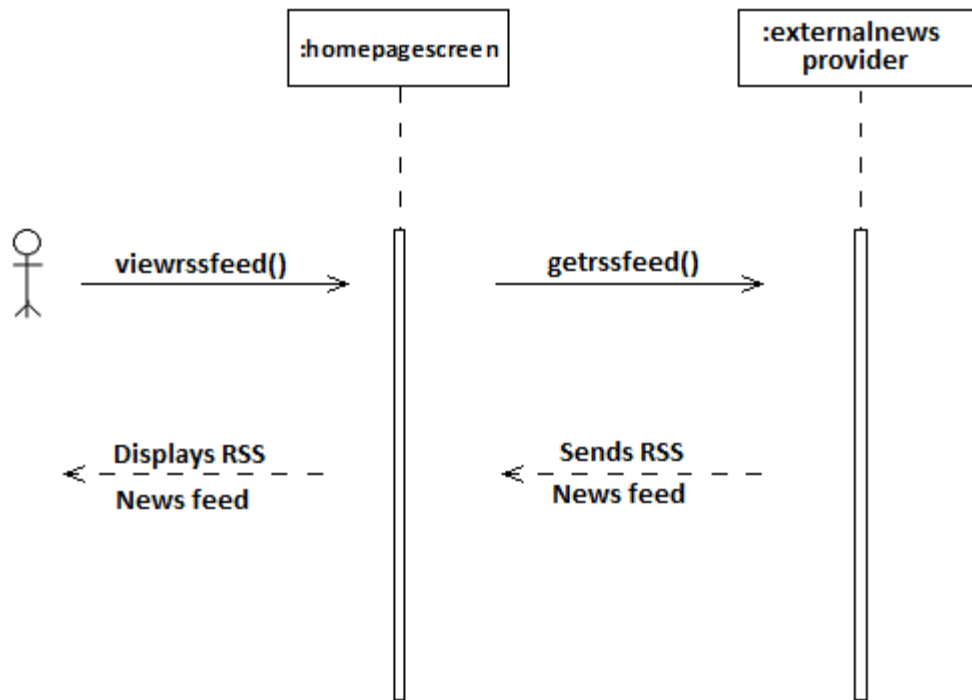 :homepagescreen
:externalnews
provider
viewrssfeed()
getrssfeed()
Displays RSS
News feed
Sends RSS
News feed